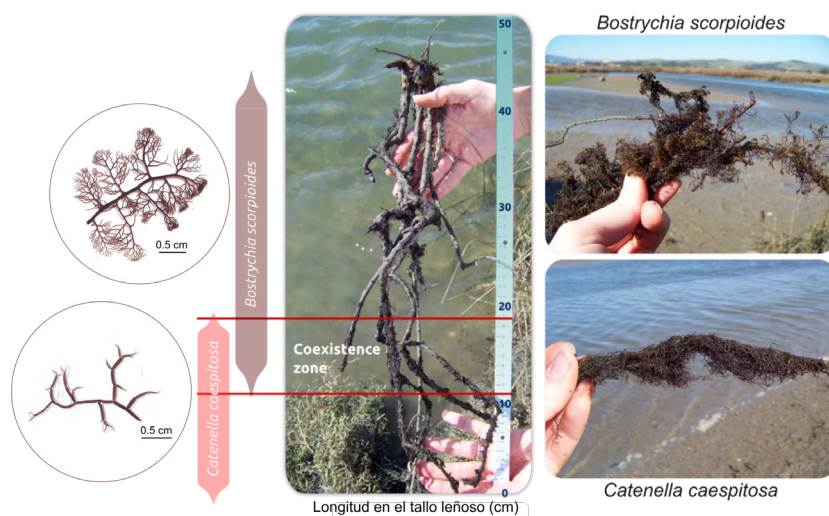 Bostrychia scorpioides
50
40
30
20
10
0
Bostrychia scorpioides
0.5 cm
Catenella caespitosa
0.5 cm
Coexistence
zone
Longitud en el tallo leñoso (cm)
Catenella caespitosa